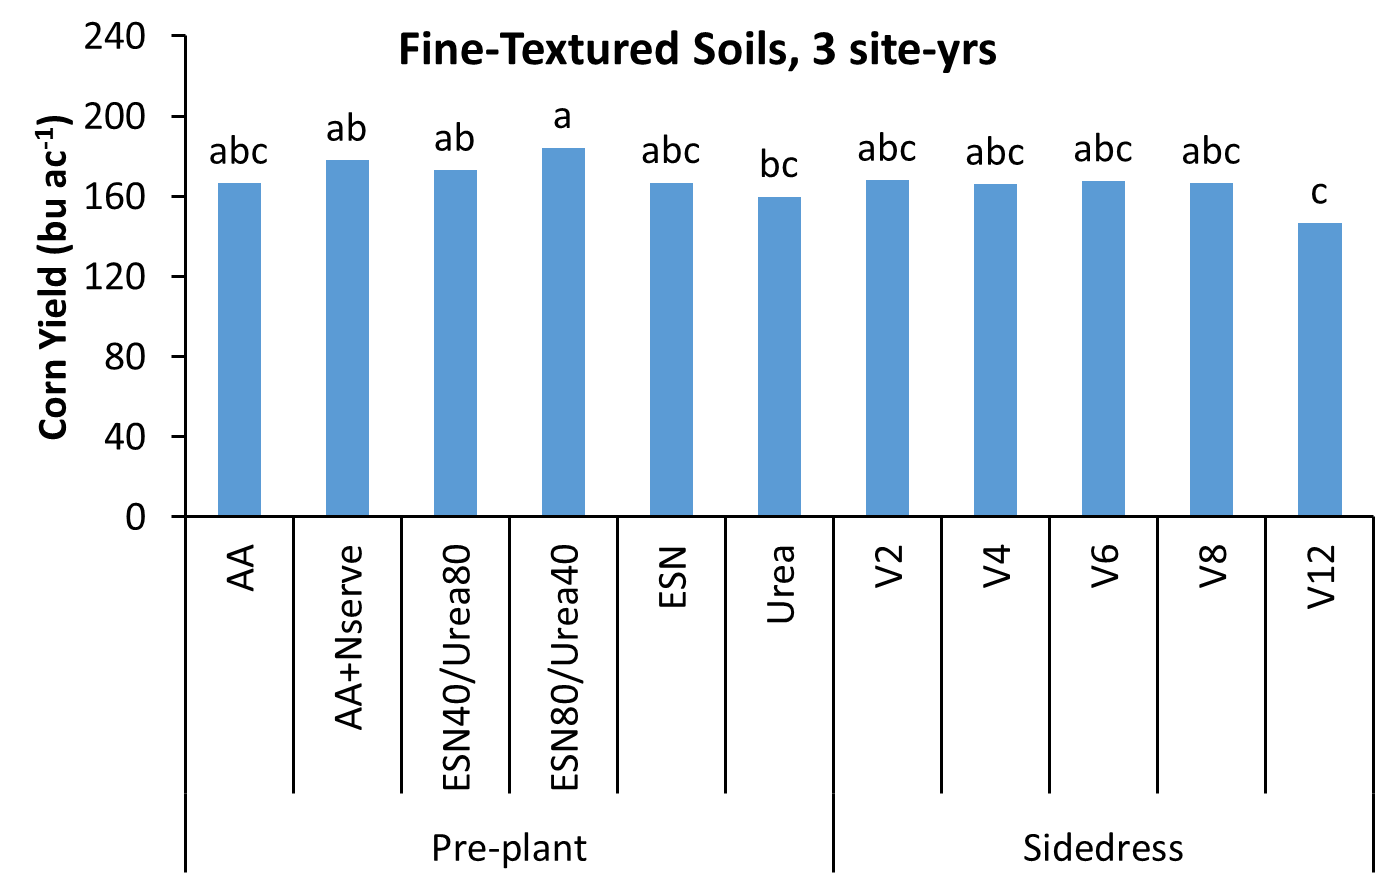 Fine-Textured Soils, 3 site-yrs
Corn Yield (bu ac-1)
240
200
160
120
80
40
0
abc
ab
ab
a
abc
bc
abc
abc
abc
abc
c
AA
AA+Nserve
ESN40/Urea80
ESN80/Urea40
ESN
Urea
V2
V4
V6
V8
V12
Pre-plant
Sidedress